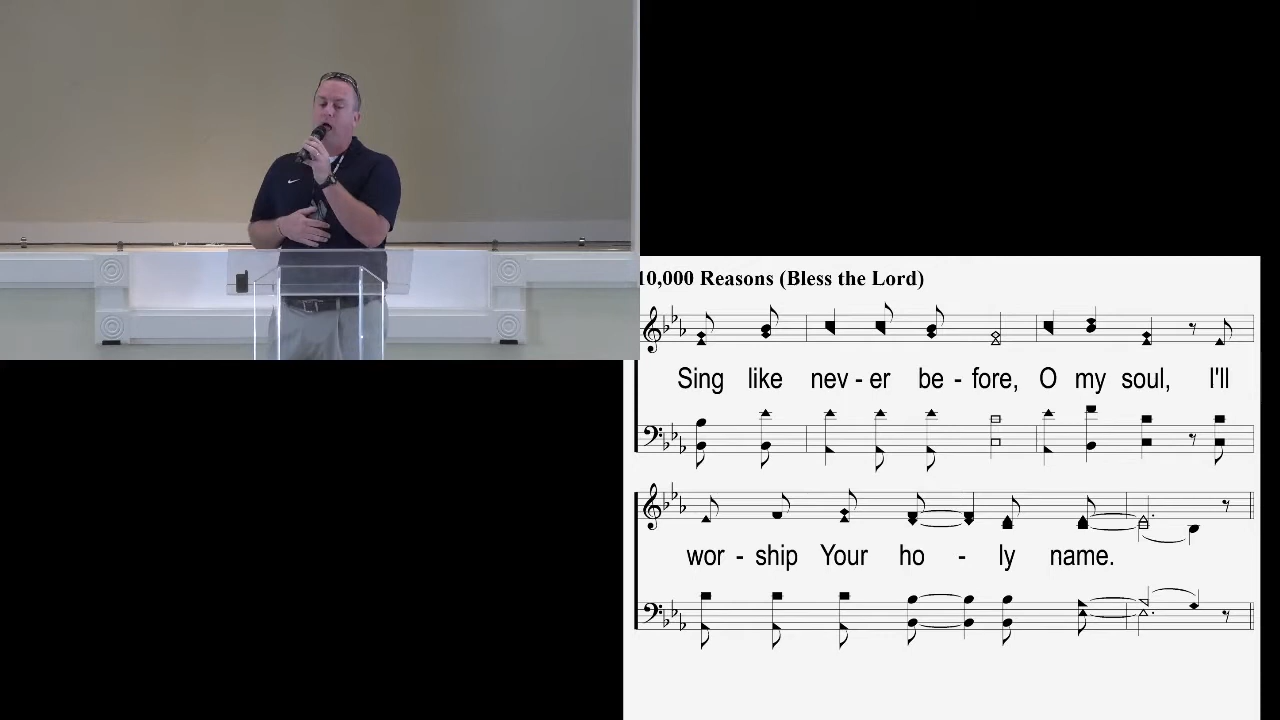 10,000 Reasons (Bless the Lord)
Sing like nev - er be - fore, O my soul, I'll
wor - ship Your ho - ly name.